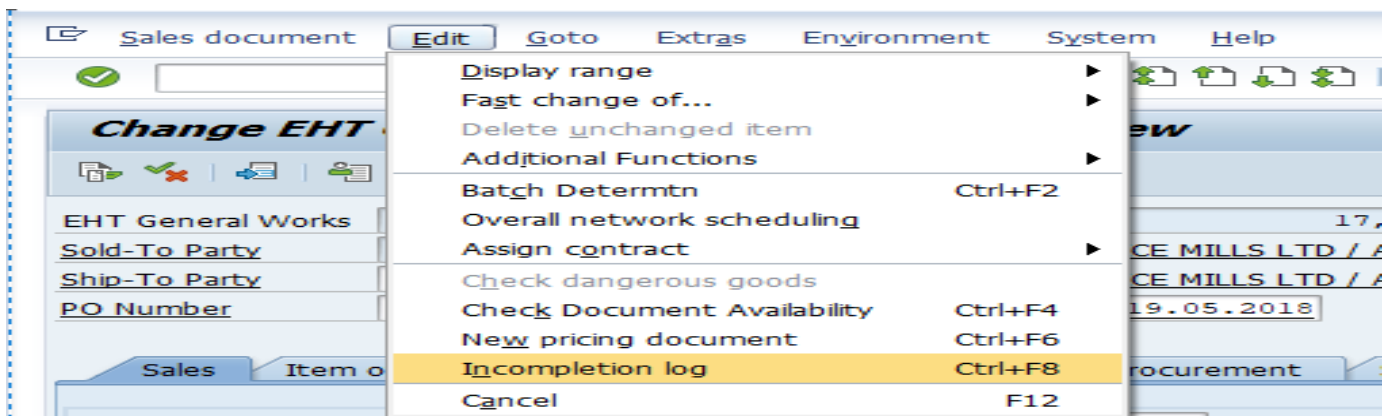 Sales document Edit Goto Extras Environment System Help
Display range
Fast change of...
Change EHT
Delete unchanged item
Additional Functions
Batch Determtn Ctrl+F2
EHT General Works Overall network scheduling 17,
Sold-To Party Assign contract CE MILLS LTD / A
Ship-To Party Check dangerous goods CE MILLS LTD / A
PO Number Check Document Availability Ctrl+F4 19.05.2018
New pricing document Ctrl+F6
Sales Item o Incompletion log Ctrl+F8 rocurement
Cancel F12